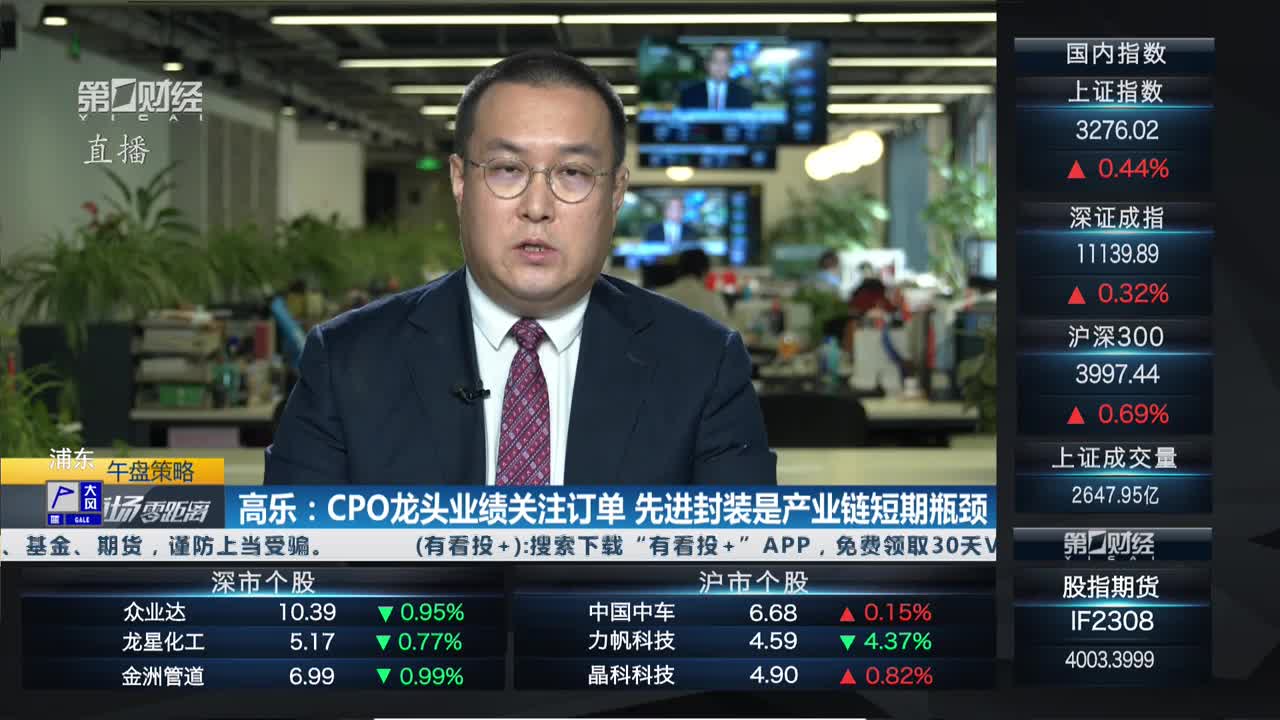 第一财经
YICAI
直播
浦东
午盘策略
大风
GALE
市场零距离
高乐：CPO龙头业绩关注订单 先进封装是产业链短期瓶颈
、基金、期货，谨防上当受骗。 (有看投+):搜索下载“有看投+”APP，免费领取30天V
深市个股
众业达 10.39 ▼0.95%
龙星化工 5.17 ▼0.77%
金洲管道 6.99 ▼0.99%
沪市个股
中国中车 6.68 ▲0.15%
力帆科技 4.59 ▼4.37%
晶科科技 4.90 ▲0.82%
国内指数
上证指数
3276.02
▲ 0.44%
深证成指
11139.89
▲ 0.32%
沪深300
3997.44
▲ 0.69%
上证成交量
2647.95亿
第一财经
YICAI
股指期货
IF2308
4003.3999